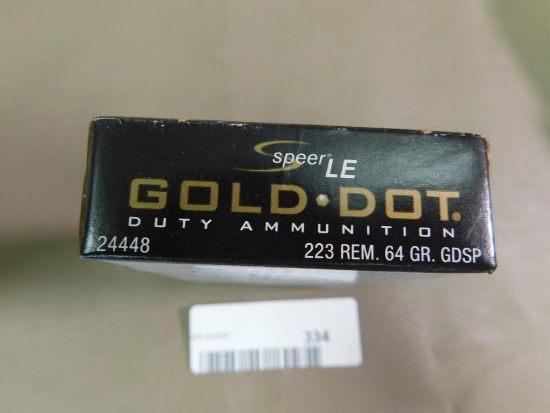 speer® LE
GOLD DOT®
DUTY AMMUNITION
24448 223 REM. 64 GR. GDSP
334